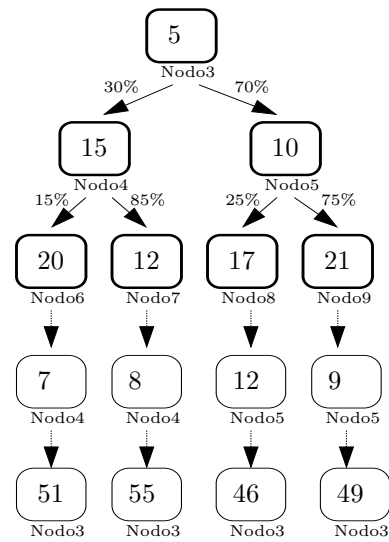 5
Nodo3
30% 70%
15 10
Nodo4 Nodo5
15% 85% 25% 75%
20 12 17 21
Nodo6 Nodo7 Nodo8 Nodo9
7 8 12 9
Nodo4 Nodo4 Nodo5 Nodo5
51 55 46 49
Nodo3 Nodo3 Nodo3 Nodo3